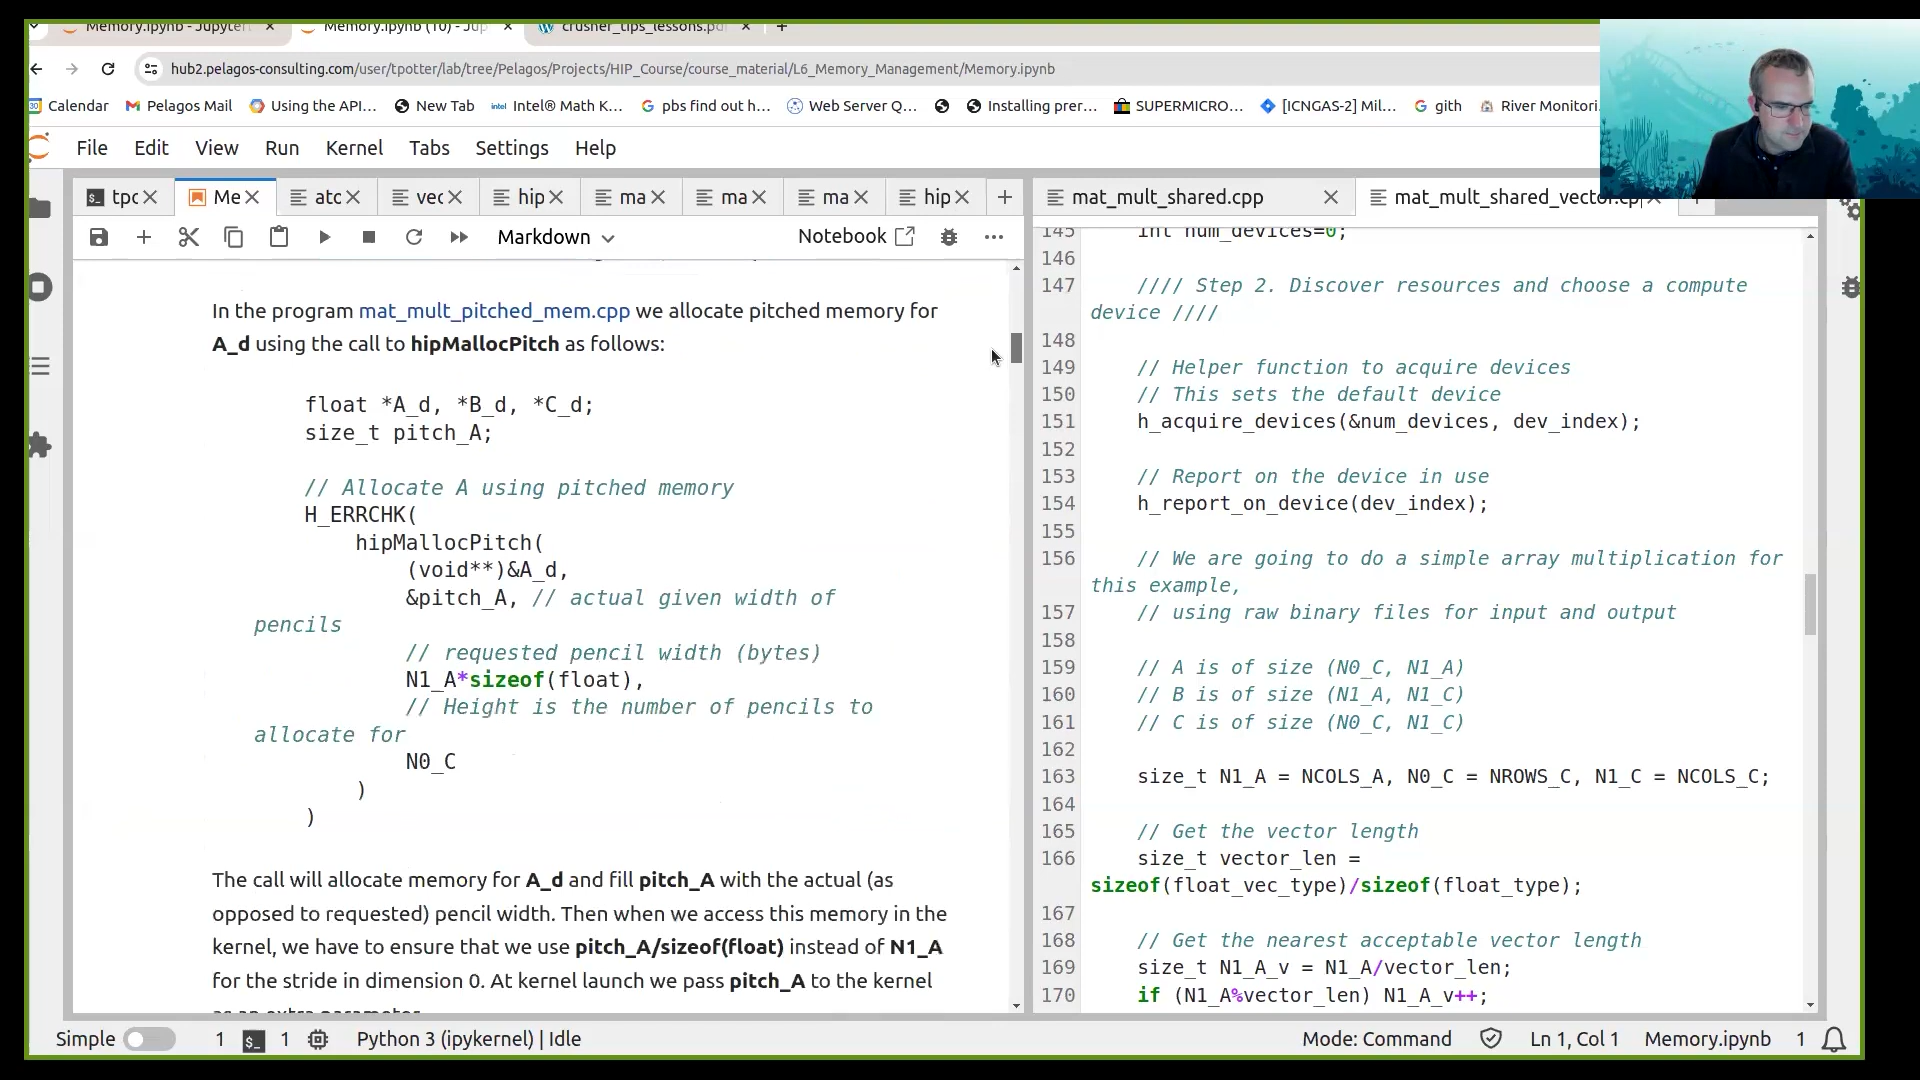 Memory.ipynb - Jupyter
Memory.ipynb (10) - Jup
crusher_tips_lessons.pd
hub2.pelagos-consulting.com/user/tpotter/lab/tree/Pelagos/Projects/HIP_Course/course_material/L6_Memory_Management/Memory.ipynb
Calendar
Pelagos Mail
Using the API...
New Tab
Intel® Math K...
pbs find out h...
Web Server Q...
Installing prer...
SUPERMICRO...
[ICNGAS-2] Mil...
gith
River Monitori
File Edit View Run Kernel Tabs Settings Help
tpc
Me
atc
vec
hip
ma
ma
ma
hip
mat_mult_shared.cpp
mat_mult_shared_vector.cp
Markdown
Notebook
In the program mat_mult_pitched_mem.cpp we allocate pitched memory for
A_d using the call to hipMallocPitch as follows:
float *A_d, *B_d, *C_d;
size_t pitch_A;
// Allocate A using pitched memory
H_ERRCHK(
hipMallocPitch(
(void**)&A_d,
&pitch_A, // actual given width of
pencils
// requested pencil width (bytes)
N1_A*sizeof(float),
// Height is the number of pencils to
allocate for
N0_C
)
)
The call will allocate memory for A_d and fill pitch_A with the actual (as
opposed to requested) pencil width. Then when we access this memory in the
kernel, we have to ensure that we use pitch_A/sizeof(float) instead of N1_A
for the stride in dimension 0. At kernel launch we pass pitch_A to the kernel
as an extra parameter
145 int num_devices=0;
146
147 //// Step 2. Discover resources and choose a compute
device ////
148
149 // Helper function to acquire devices
150 // This sets the default device
151 h_acquire_devices(&num_devices, dev_index);
152
153 // Report on the device in use
154 h_report_on_device(dev_index);
155
156 // We are going to do a simple array multiplication for
this example,
157 // using raw binary files for input and output
158
159 // A is of size (N0_C, N1_A)
160 // B is of size (N1_A, N1_C)
161 // C is of size (N0_C, N1_C)
162
163 size_t N1_A = NCOLS_A, N0_C = NROWS_C, N1_C = NCOLS_C;
164
165 // Get the vector length
166 size_t vector_len =
sizeof(float_vec_type)/sizeof(float_type);
167
168 // Get the nearest acceptable vector length
169 size_t N1_A_v = N1_A/vector_len;
170 if (N1_A%vector_len) N1_A_v++;
Simple
1
1
Python 3 (ipykernel) | Idle
Mode: Command
Ln 1, Col 1
Memory.ipynb
1